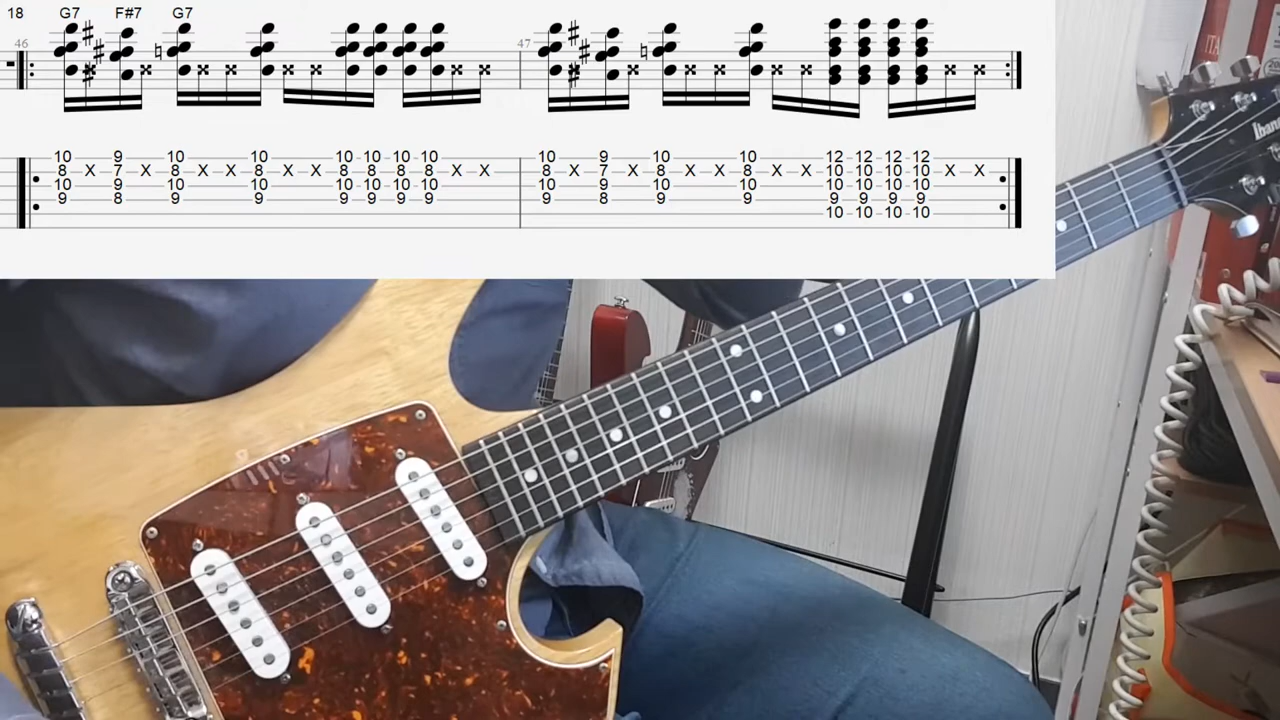 18 G7 F#7 G7
46 47
10 9 10 10 10 10 10 10 10 9 10 10 12 12 12 12
8 X 7 X 8 X X 8 X X 8 8 8 8 X X 8 X 7 X 8 X X 8 X X 10 10 10 10 X X
10 9 10 10 10 10 10 10 10 9 10 10 10 10 10 10
9 8 9 9 9 9 9 9 9 8 9 9 9 9 9 9
10 10 10 10
ITA